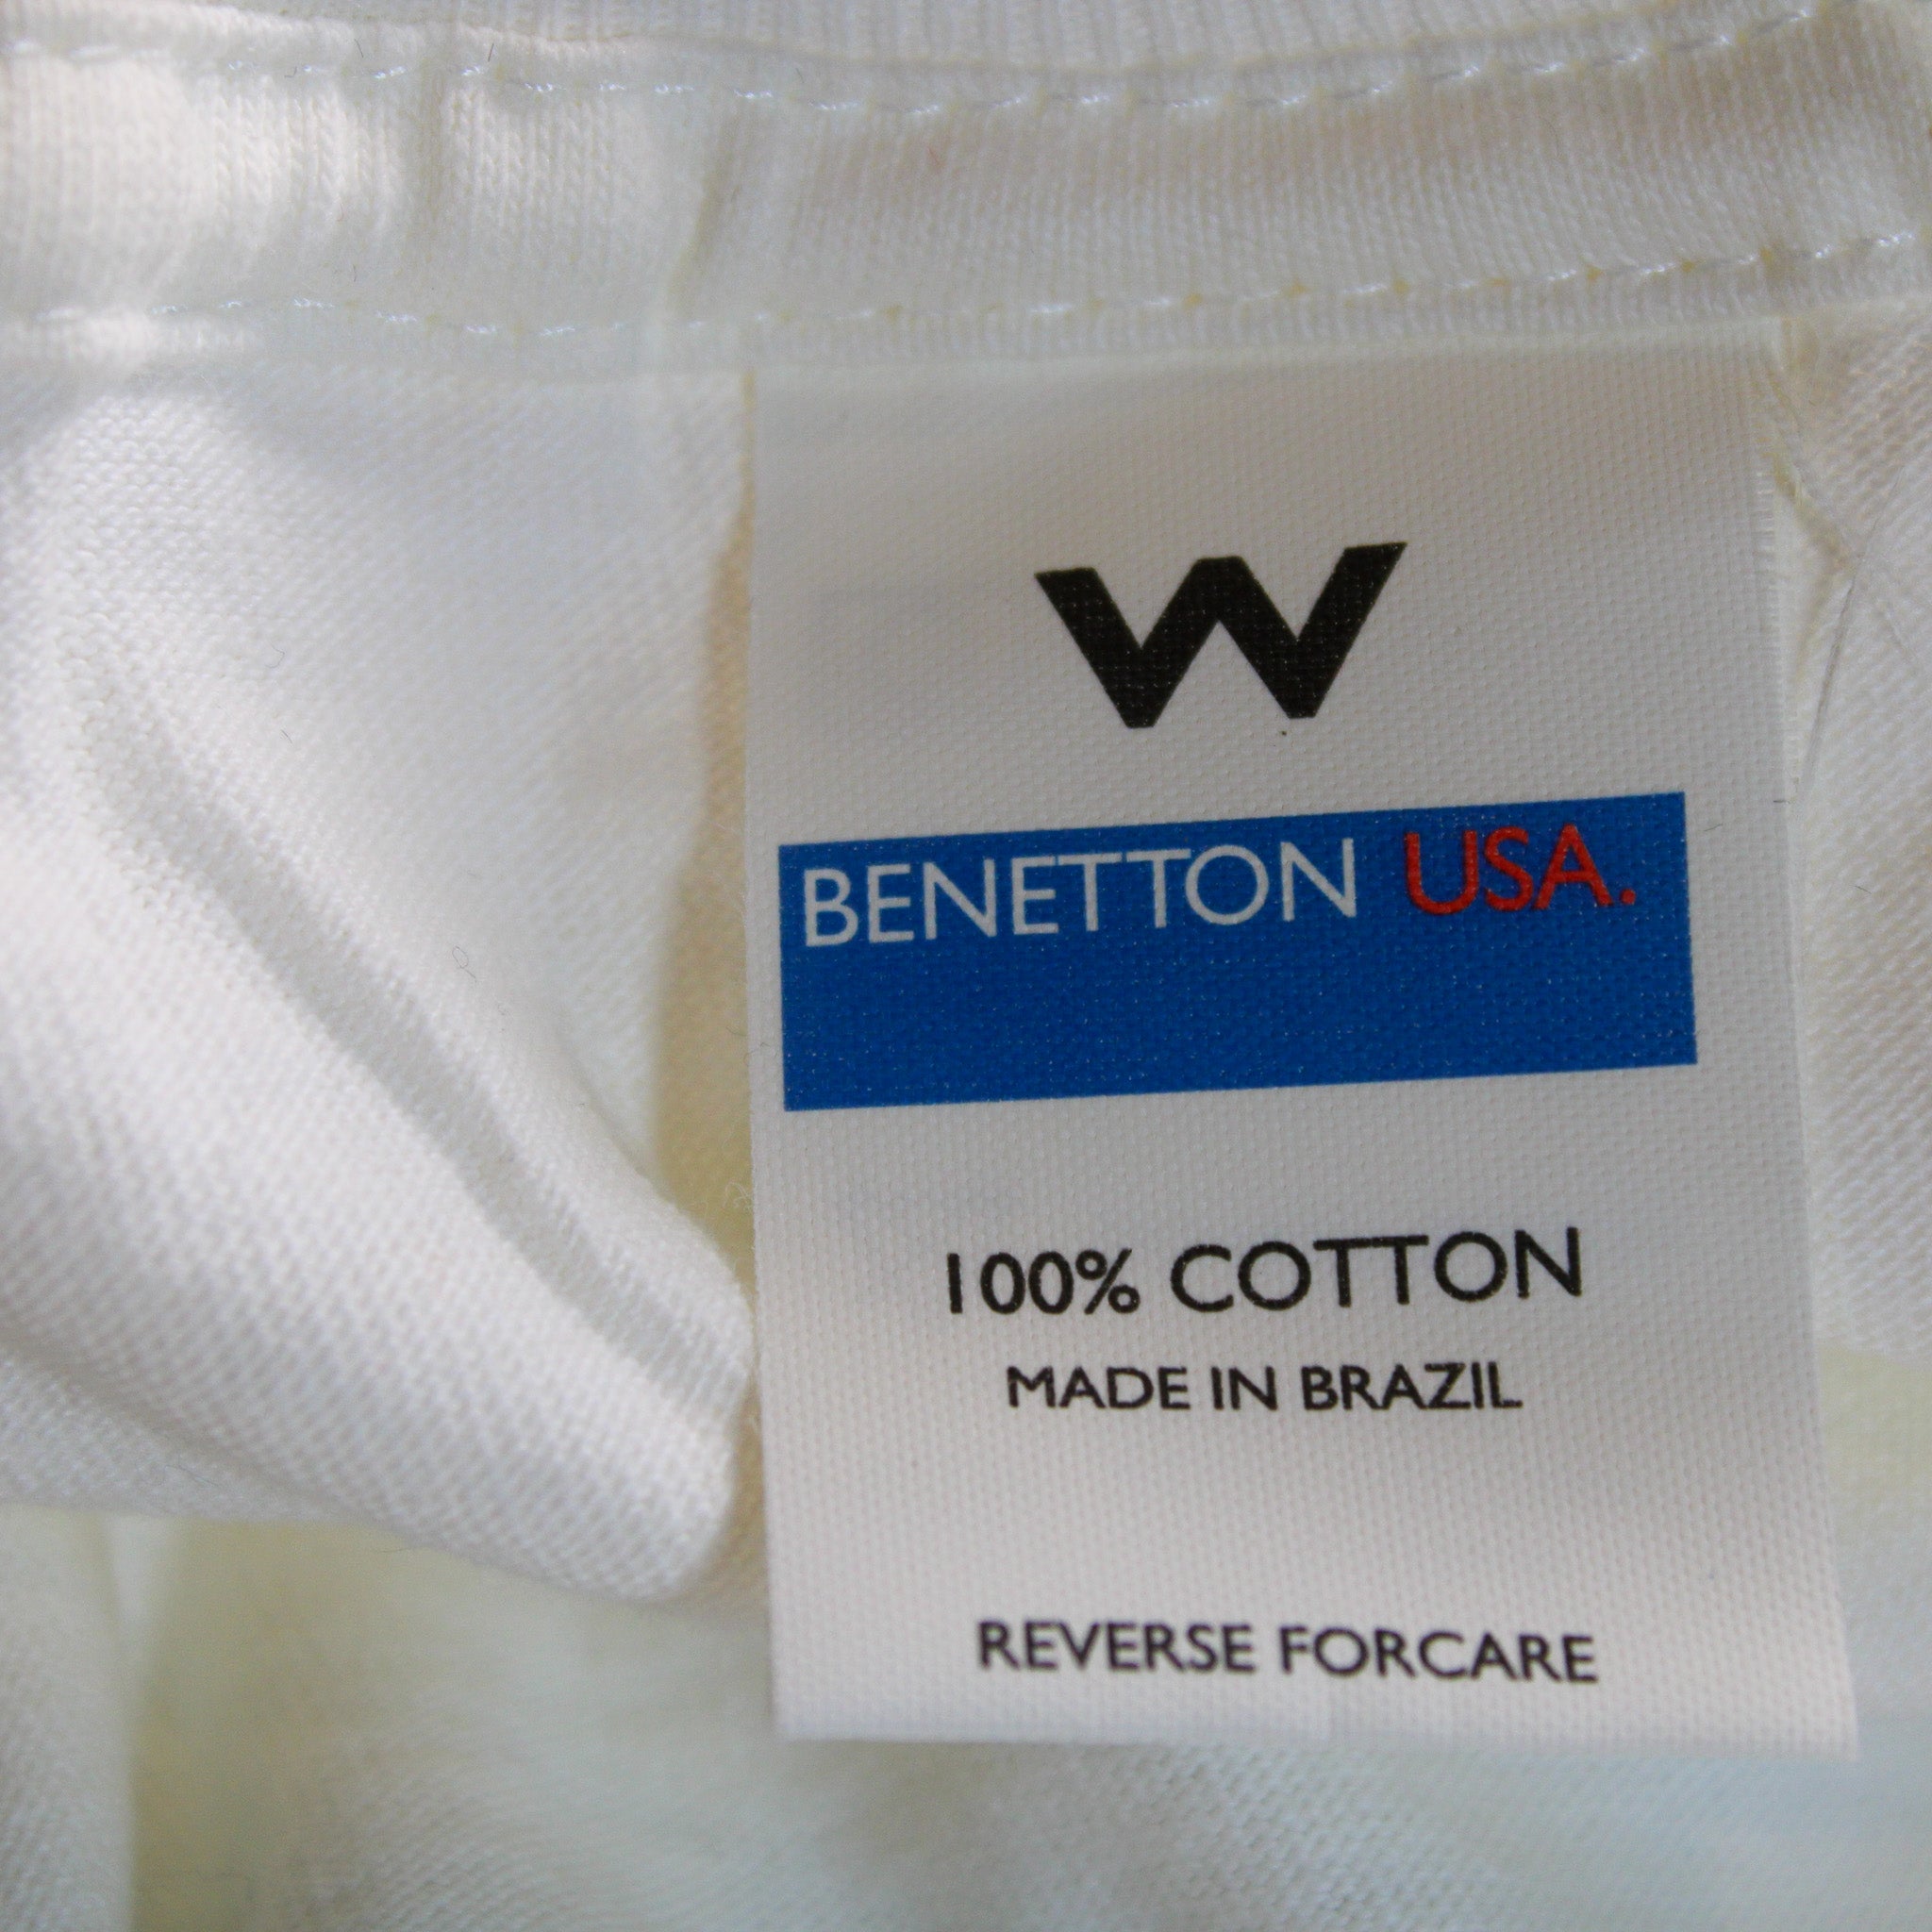 W
BENETTON USA.
100% COTTON
MADE IN BRAZIL
REVERSE FORCARE